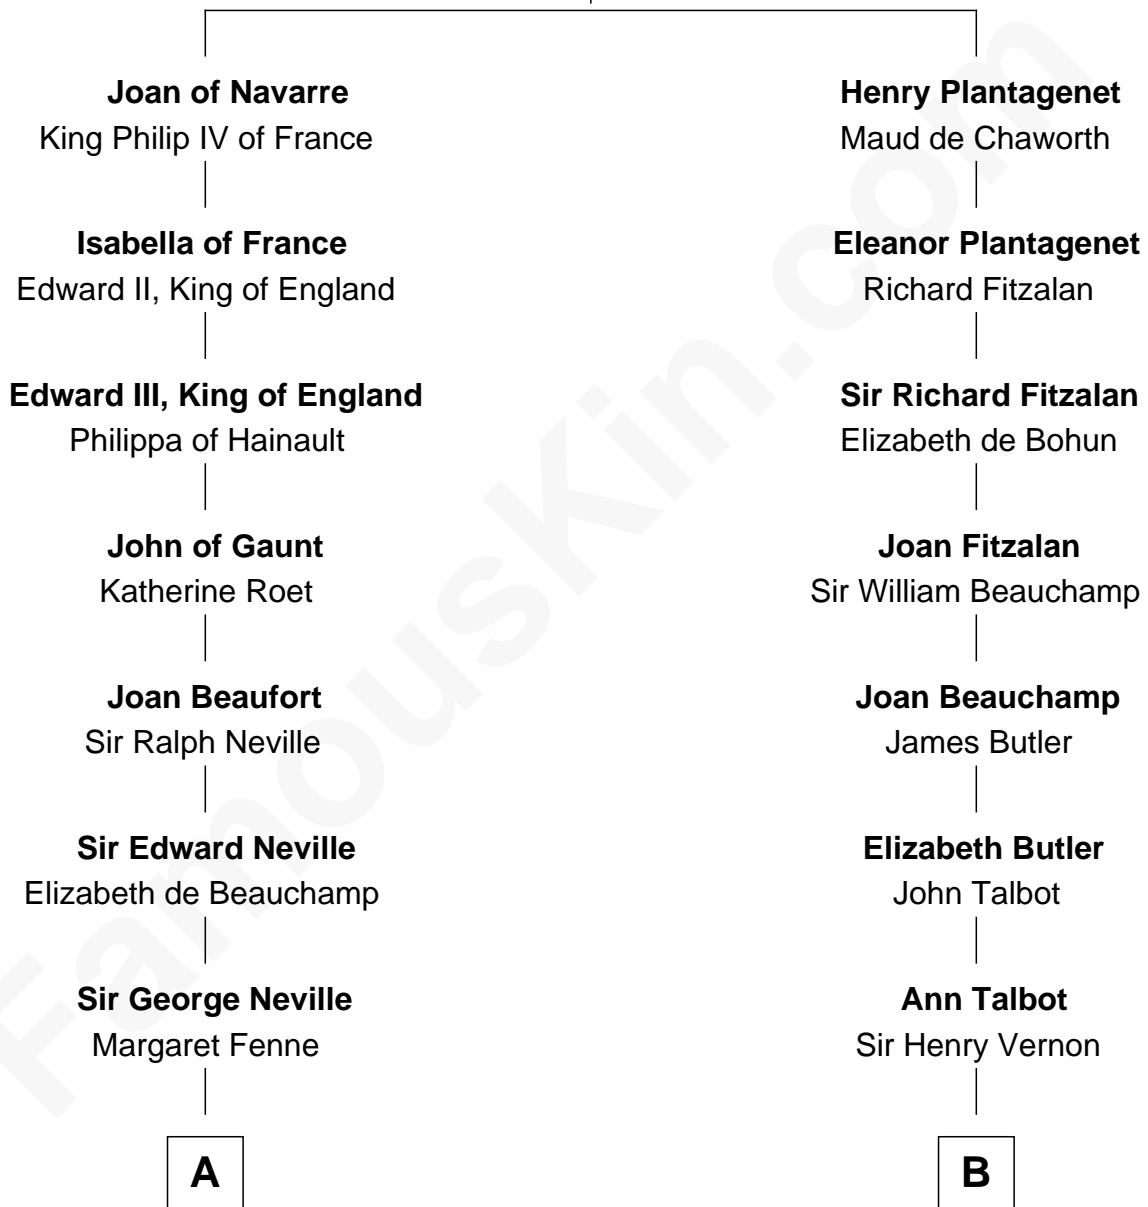 Joan of Navarre
King Philip IV of France
Isabella of France
Edward II, King of England
Edward III, King of England
Philippa of Hainault
John of Gaunt
Katherine Roet
Joan Beaufort
Sir Ralph Neville
Sir Edward Neville
Elizabeth de Beauchamp
Sir George Neville
Margaret Fenne
A
Henry Plantagenet
Maud de Chaworth
Eleanor Plantagenet
Richard Fitzalan
Sir Richard Fitzalan
Elizabeth de Bohun
Joan Fitzalan
Sir William Beauchamp
Joan Beauchamp
James Butler
Elizabeth Butler
John Talbot
Ann Talbot
Sir Henry Vernon
B
FamousKin.com